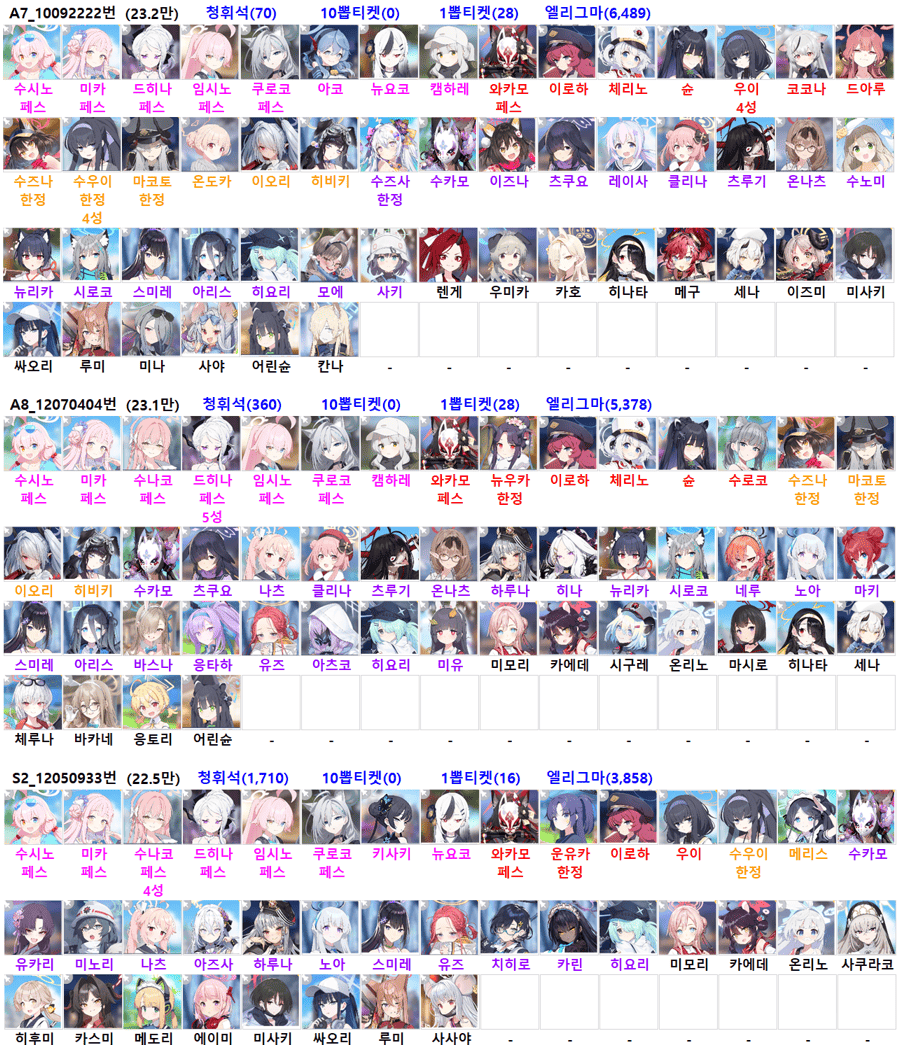 A7_10092222번 (23.2만) 청휘석(70) 10뽑티켓(0) 1뽑티켓(28) 엘리그마(6,489)
수시노 미카 드히나 임시노 쿠로코 아코 뉴요코 캠하레 와카모 이로하 체리노 슌 우이 코코나 드아루
페스 페스 페스 페스 페스 페스 4성
수즈나 수우이 마코토 온도카 이오리 히비키 수즈사 수카모 이즈나 츠쿠요 레이사 클리나 츠루기 온나츠 수노미
한정 한정 한정 한정
4성
뉴리카 시로코 스미레 아리스 히요리 모에 사키 렌게 우미카 카호 히나타 메구 세나 이즈미 미사키
싸오리 루미 미나 사야 어린슌 칸나 - - - - - - - - -
A8_12070404번 (23.1만) 청휘석(360) 10뽑티켓(0) 1뽑티켓(28) 엘리그마(5,378)
수시노 미카 수나코 드히나 임시노 쿠로코 캠하레 와카모 뉴우카 이로하 체리노 슌 수로코 수즈나 마코토
페스 페스 페스 페스 페스 페스 페스 한정 한정 한정
5성
이오리 히비키 수카모 츠쿠요 나츠 클리나 츠루기 온나츠 하루나 히나 뉴리카 시로코 네루 노아 마키
스미레 아리스 바스나 응타하 유즈 아츠코 히요리 미유 미모리 카에데 시구레 온리노 마시로 히나타 세나
체루나 바카네 응토리 어린슌 - - - - - - - - - - -
S2_12050933번 (22.5만) 청휘석(1,710) 10뽑티켓(0) 1뽑티켓(16) 엘리그마(3,858)
수시노 미카 수나코 드히나 임시노 쿠로코 키사키 뉴요코 와카모 운유카 이로하 우이 수우이 메리스 수카모
페스 페스 페스 페스 페스 페스 페스 한정 한정
4성
유카리 미노리 나츠 아즈사 하루나 노아 스미레 유즈 치히로 카린 히요리 미모리 카에데 온리노 사쿠라코
히후미 카스미 메도리 에이미 미사키 싸오리 루미 사사야 - - - - - - -